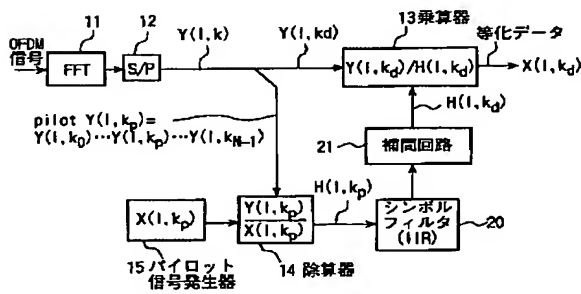 11
12
13乗算器
OFDM
信号
FFT
S/P
Y(l,k)
Y(l,kd)
Y(l,kd)/H(l,kd)
等化データ
X(l,kd)
H(l,kd)
pilot Y(l,kp)=
Y(l,k0)…Y(l,kp)…Y(l,kN-1)
21
補間回路
X(l,kp)
Y(l,kp)
X(l,kp)
H(l,kp)
シンボル
フィルタ
(IIR)
20
15 パイロット
信号発生器
14 除算器